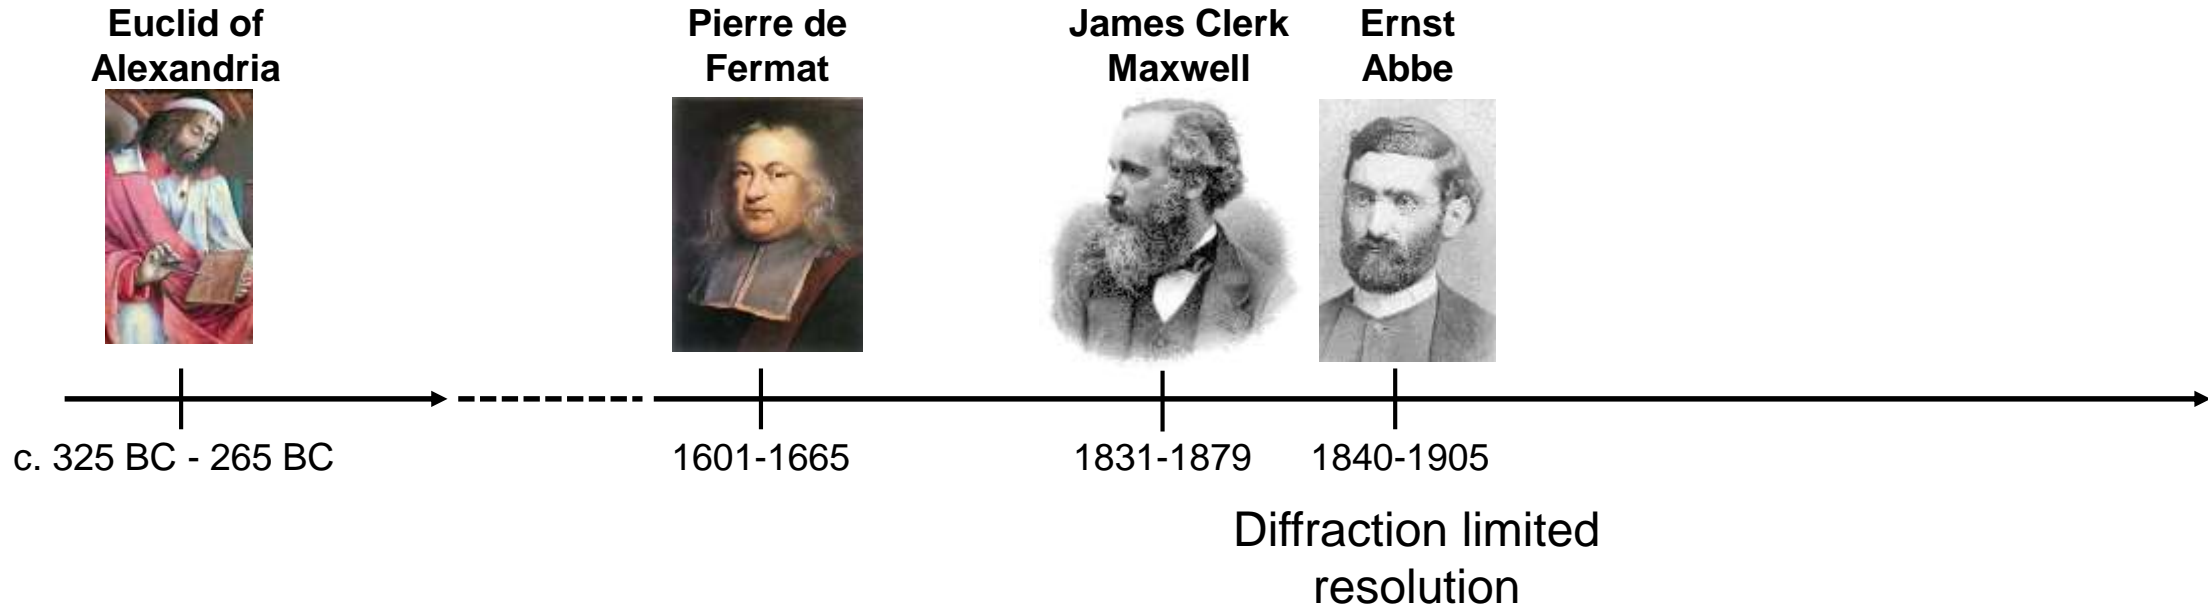 Euclid of
Alexandria
Pierre de
Fermat
James Clerk
Maxwell
Ernst
Abbe
c. 325 BC - 265 BC
1601-1665
1831-1879
1840-1905
Diffraction limited
resolution